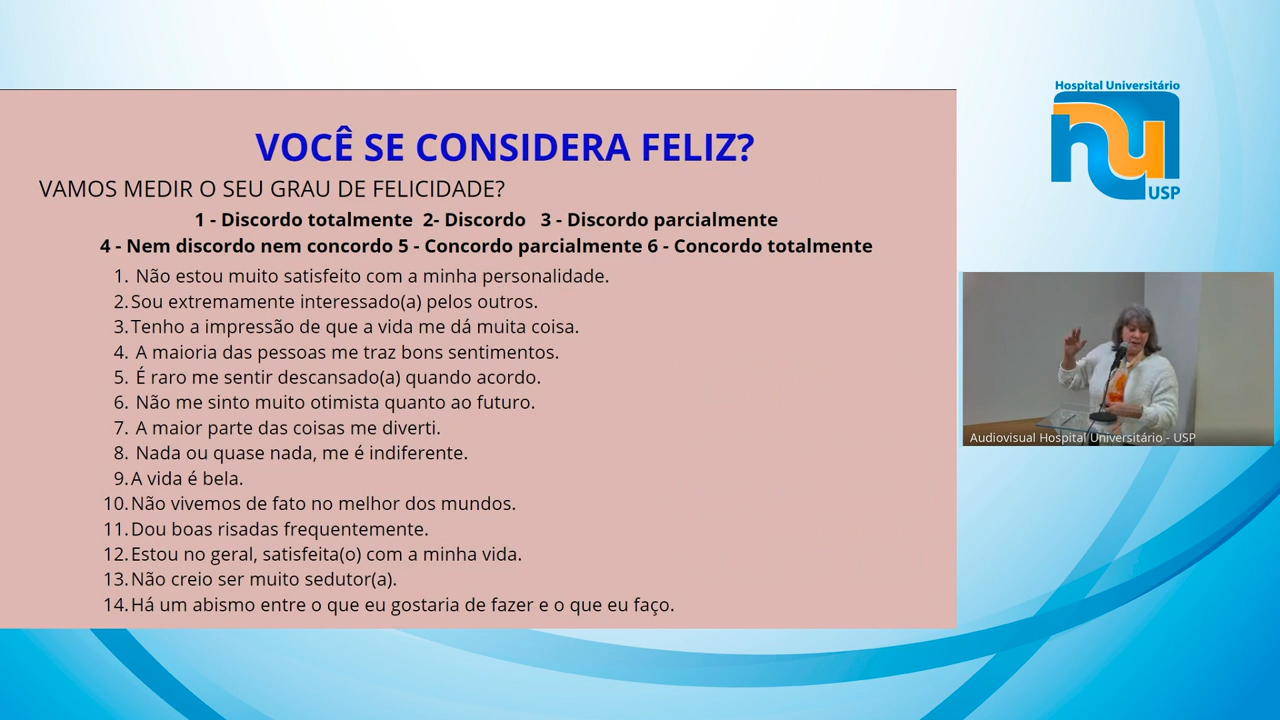 Hospital Universitário
hu
USP
VOCÊ SE CONSIDERA FELIZ?
VAMOS MEDIR O SEU GRAU DE FELICIDADE?
1 - Discordo totalmente 2- Discordo 3 - Discordo parcialmente
4 - Nem discordo nem concordo 5 - Concordo parcialmente 6 - Concordo totalmente
1. Não estou muito satisfeito com a minha personalidade.
2. Sou extremamente interessado(a) pelos outros.
3. Tenho a impressão de que a vida me dá muita coisa.
4. A maioria das pessoas me traz bons sentimentos.
5. É raro me sentir descansado(a) quando acordo.
6. Não me sinto muito otimista quanto ao futuro.
7. A maior parte das coisas me diverti.
8. Nada ou quase nada, me é indiferente.
9. A vida é bela.
10. Não vivemos de fato no melhor dos mundos.
11. Dou boas risadas frequentemente.
12. Estou no geral, satisfeita(o) com a minha vida.
13. Não creio ser muito sedutor(a).
14. Há um abismo entre o que eu gostaria de fazer e o que eu faço.
Audiovisual Hospital Universitário - USP